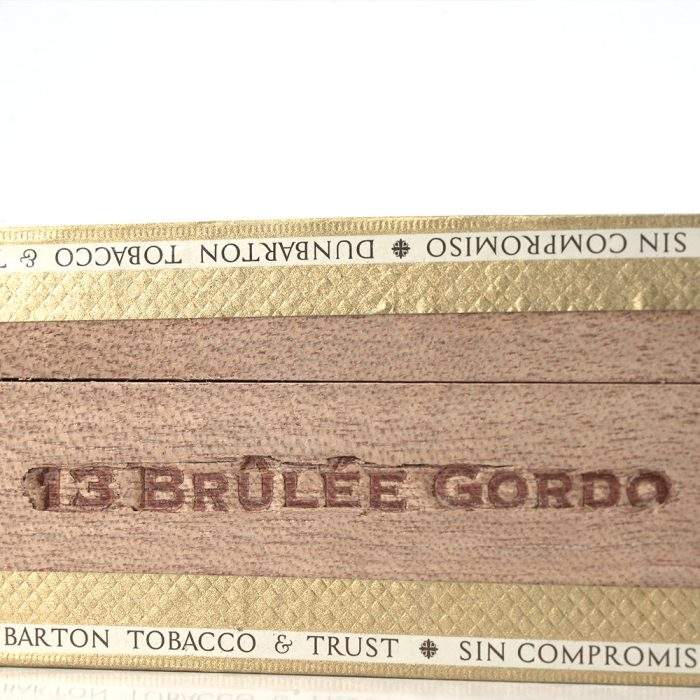 SIN COMPROMISO DUNBARTON TOBACCO &
13 BRÛLÉE GORDO
BARTON TOBACCO & TRUST SIN COMPROMIS